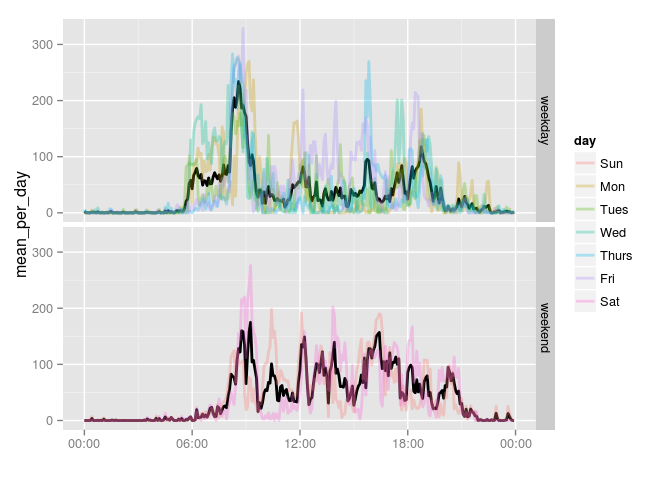 mean_per_day
300
200
100
0
weekday
300
200
100
0
weekend
00:00 06:00 12:00 18:00 00:00
day
Sun
Mon
Tues
Wed
Thurs
Fri
Sat